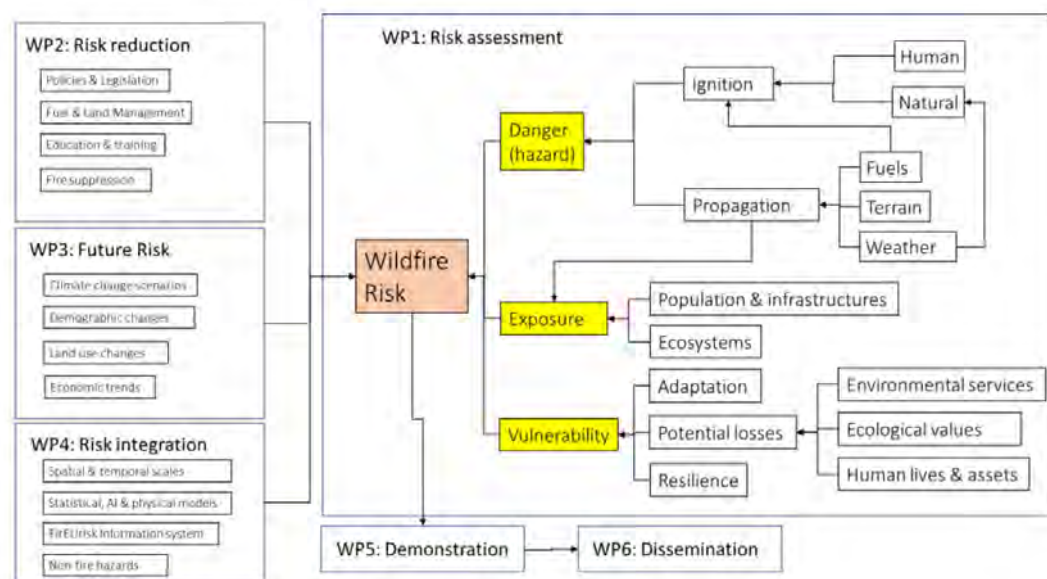 WP2: Risk reduction
Policies & Legislation
Fuel & Land Management
Education & training
Fire suppression
WP3: Future Risk
Climate change scenarios
Demographic changes
Land use changes
Economic trends
WP4: Risk integration
Spatial & temporal scales
Statistical, AI & physical models
FirEUrisk Information system
Non-fire hazards
WP1: Risk assessment
Wildfire
Risk
Danger
(hazard)
Exposure
Vulnerability
Ignition
Propagation
Human
Natural
Fuels
Terrain
Weather
Population & infrastructures
Ecosystems
Adaptation
Potential losses
Resilience
Environmental services
Ecological values
Human lives & assets
WP5: Demonstration
WP6: Dissemination